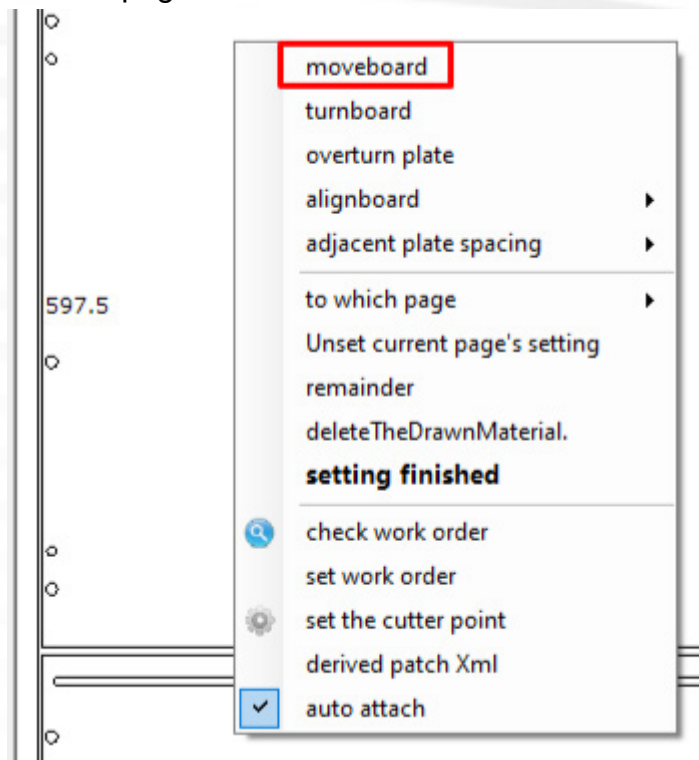 moveboard
turnboard
overturn plate
alignboard
adjacent plate spacing
597.5
to which page
Unset current page's setting
remainder
deleteTheDrawnMaterial.
setting finished
check work order
set work order
set the cutter point
derived patch Xml
auto attach